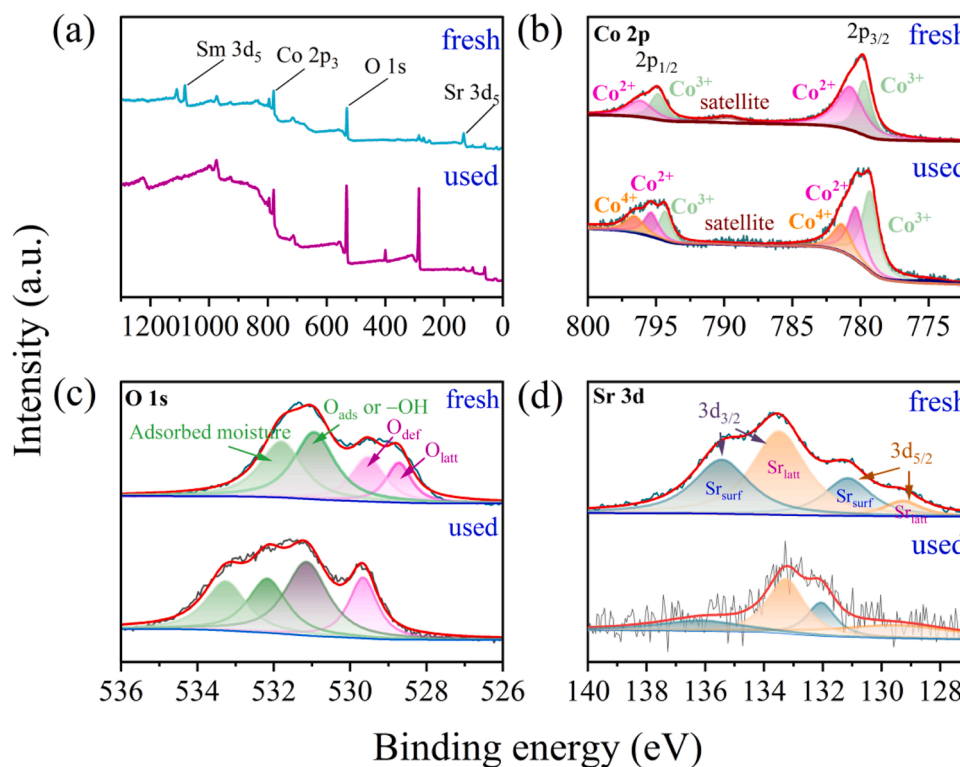 (a)
fresh
Sm 3d5
Co 2p3
O 1s
Sr 3d5
used
1200 1000 800 600 400 200 0
(b)
Co 2p
2p3/2
fresh
2p1/2
Co2+
Co3+
satellite
Co2+
Co3+
used
Co2+
Co4+
Co3+
satellite
Co2+
Co4+
Co3+
800 795 790 785 780 775
(c)
O 1s
fresh
Oads or –OH
Adsorbed moisture
Odef
Olatt
used
536 534 532 530 528 526
(d)
Sr 3d
fresh
3d3/2
3d5/2
Srsurf
Srlatt
Srsurf
Srlatt
used
140 138 136 134 132 130 128
Intensity (a.u.)
Binding energy (eV)